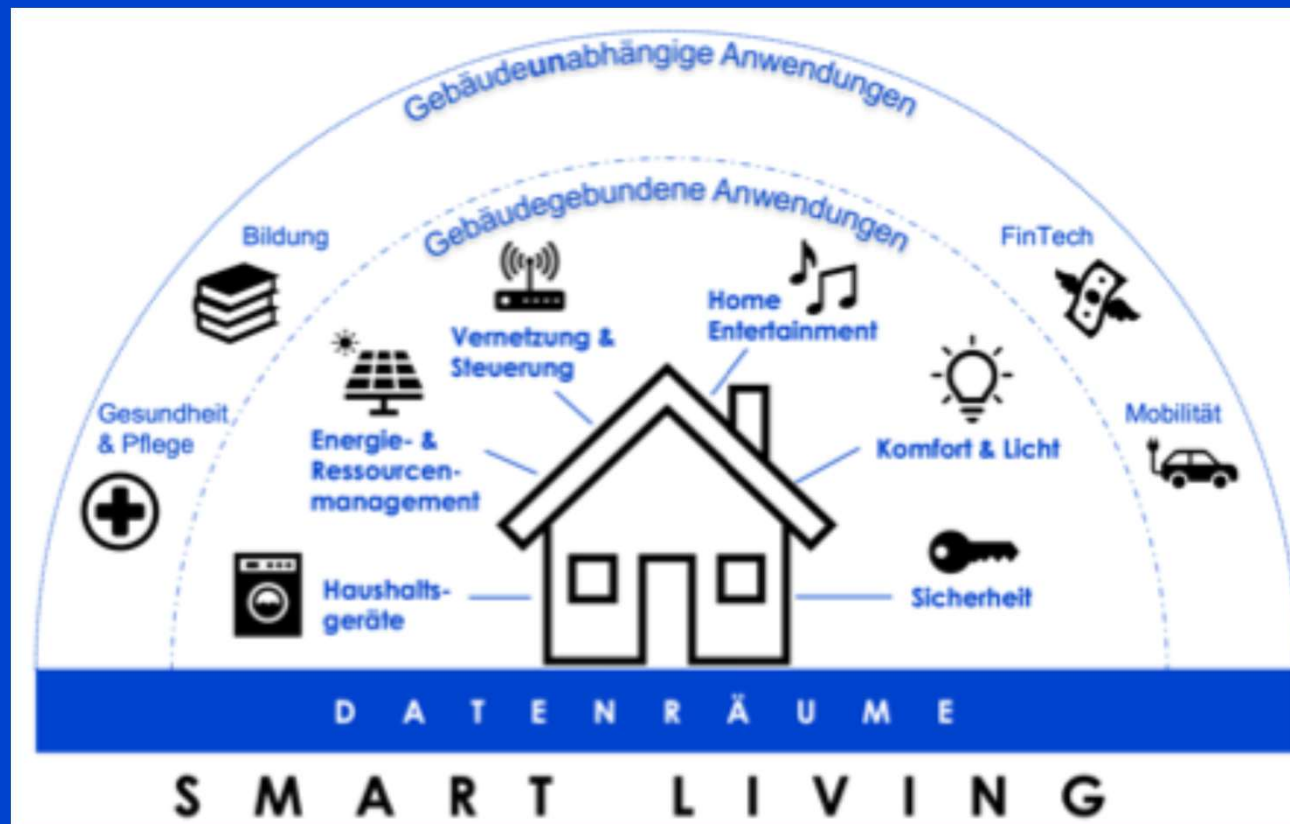 Gebäudeunabhängige Anwendungen
Gebäudegebundene Anwendungen
Bildung
FinTech
Home
Entertainment
Vernetzung &
Steuerung
Gesundheit
& Pflege
Mobilität
Energie- &
Ressourcen-
management
Komfort & Licht
Haushalts-
geräte
Sicherheit
DATENRÄUME
SMART LIVING